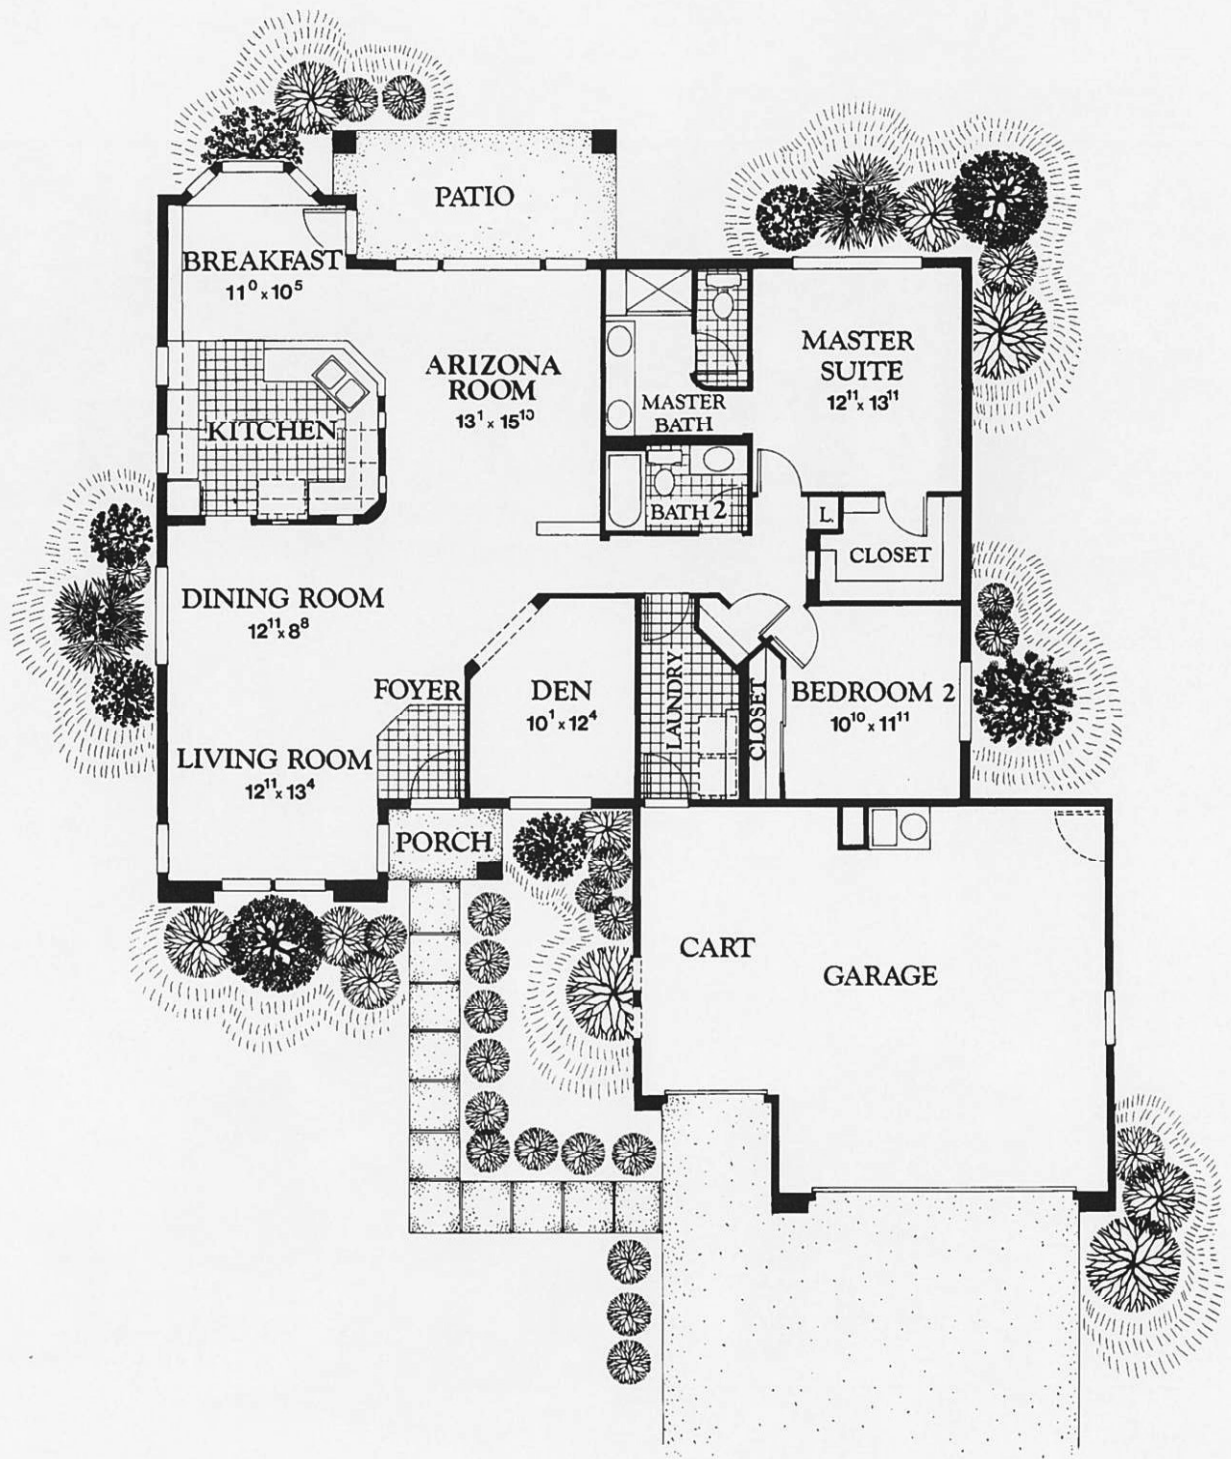 PATIO
BREAKFAST
11⁰ x 10⁵
ARIZONA
ROOM
13¹ x 15¹⁰
MASTER
SUITE
12¹¹ x 13¹¹
MASTER
BATH
KITCHEN
BATH 2
L.
CLOSET
DINING ROOM
12¹¹ x 8⁸
FOYER
DEN
10¹ x 12⁴
LAUNDRY
CLOSET
BEDROOM 2
10¹⁰ x 11¹¹
LIVING ROOM
12¹¹ x 13⁴
PORCH
CART
GARAGE